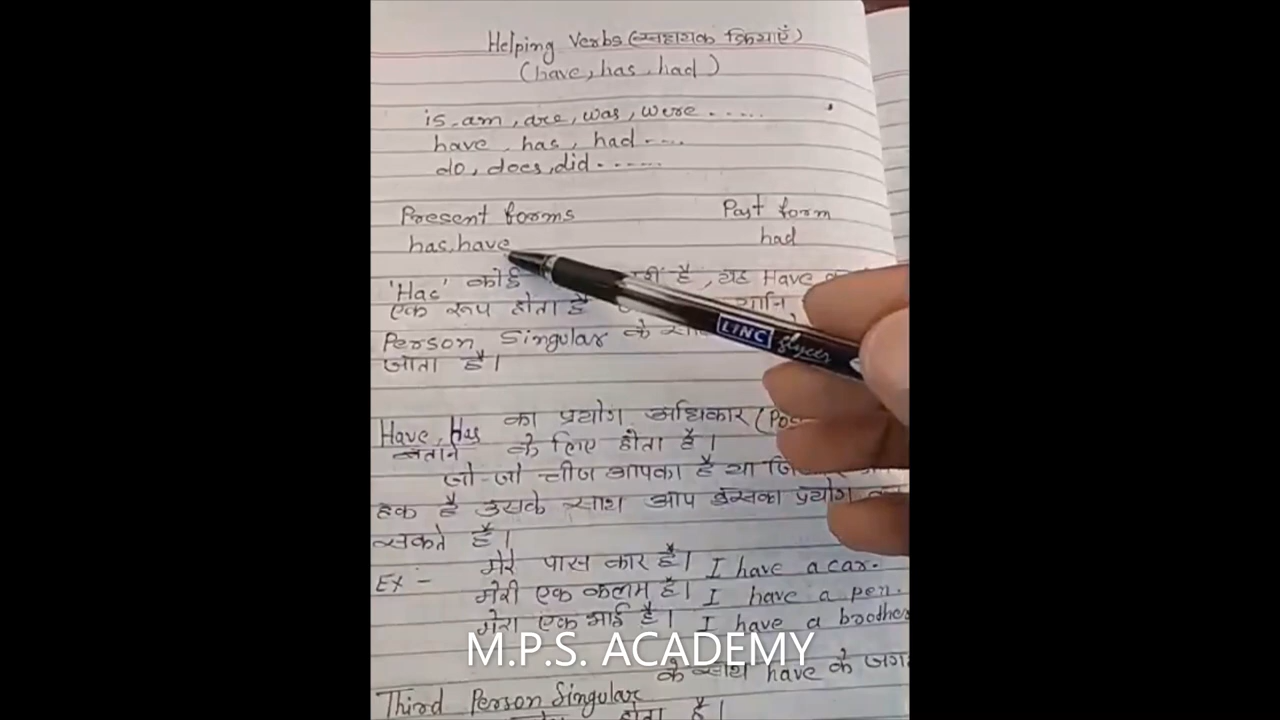 Helping Verbs (सहायक क्रियाएँ)
(have, has, had)
is, am, are, was, were .....
have, has, had ....
do, does, did ......
Present forms Past form
has, have had
'Has' कोई है, यह Have
एक रूप होता है यानि
Person Singular के
जाता है।
Have, Has का प्रयोग अधिकार
बताने के लिए होता है।
जो-जो चीज आपका है या
हक है उसके साथ आप इसका प्रयोग
सकते हैं।
Ex :- मेरे पास कार है। I have a car.
मेरी एक कलम है। I have a pen.
मेरा एक भाई है। I have a brother
M.P.S. ACADEMY
Third Person Singular के साथ have के जगह
होता है।
LINC glycer